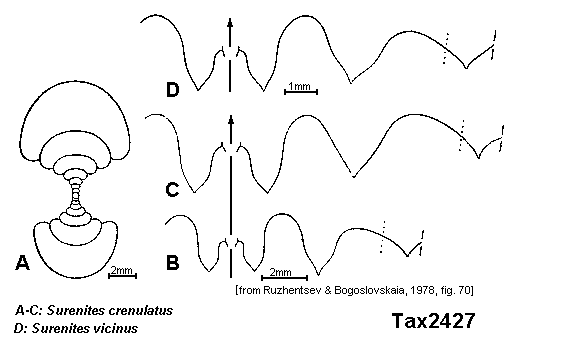 D
1mm
C
A
2mm
B
2mm
[from Ruzhentsev & Bogoslovskaia, 1978, fig. 70]
A-C: Surenites crenulatus
D: Surenites vicinus
Tax2427